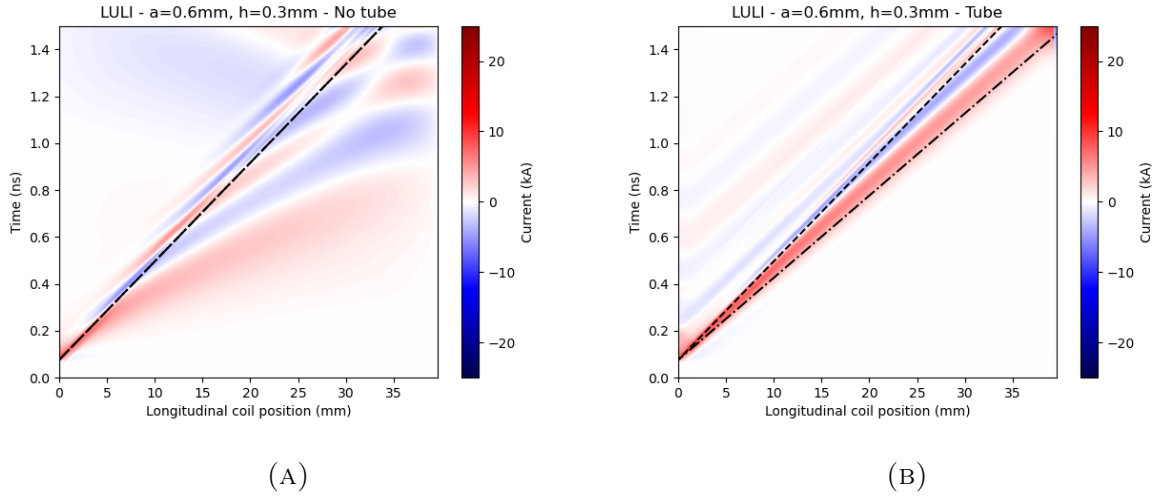 LULI - a=0.6mm, h=0.3mm - No tube
1.4
1.2
1.0
0.8
0.6
0.4
0.2
0.0
Time (ns)
0 5 10 15 20 25 30 35
Longitudinal coil position (mm)
20
10
0
−10
−20
Current (kA)
(A)
LULI - a=0.6mm, h=0.3mm - Tube
1.4
1.2
1.0
0.8
0.6
0.4
0.2
0.0
Time (ns)
0 5 10 15 20 25 30 35
Longitudinal coil position (mm)
20
10
0
−10
−20
Current (kA)
(B)